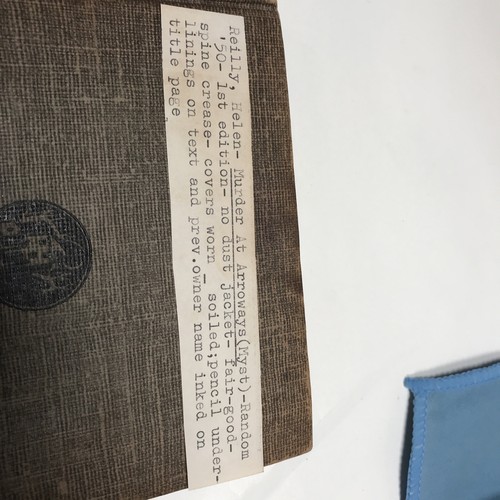 Reilly, Helen- Murder At Arroways(Myst)-Random
'50- 1st edition- no dust jacket- fair-good-
spine crease- covers worn _ soiled;pencil under-
linings on text and prev.owner name inked on
title page